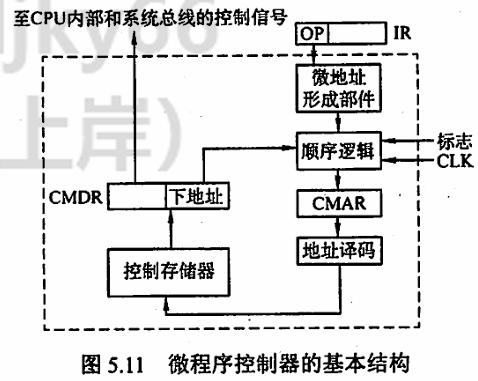 jky66
上岸)
至CPU内部和系统总线的控制信号
OP IR
微地址
形成部件
顺序逻辑
标志
CLK
CMDR 下地址
CMAR
地址译码
控制存储器
图 5.11 微程序控制器的基本结构